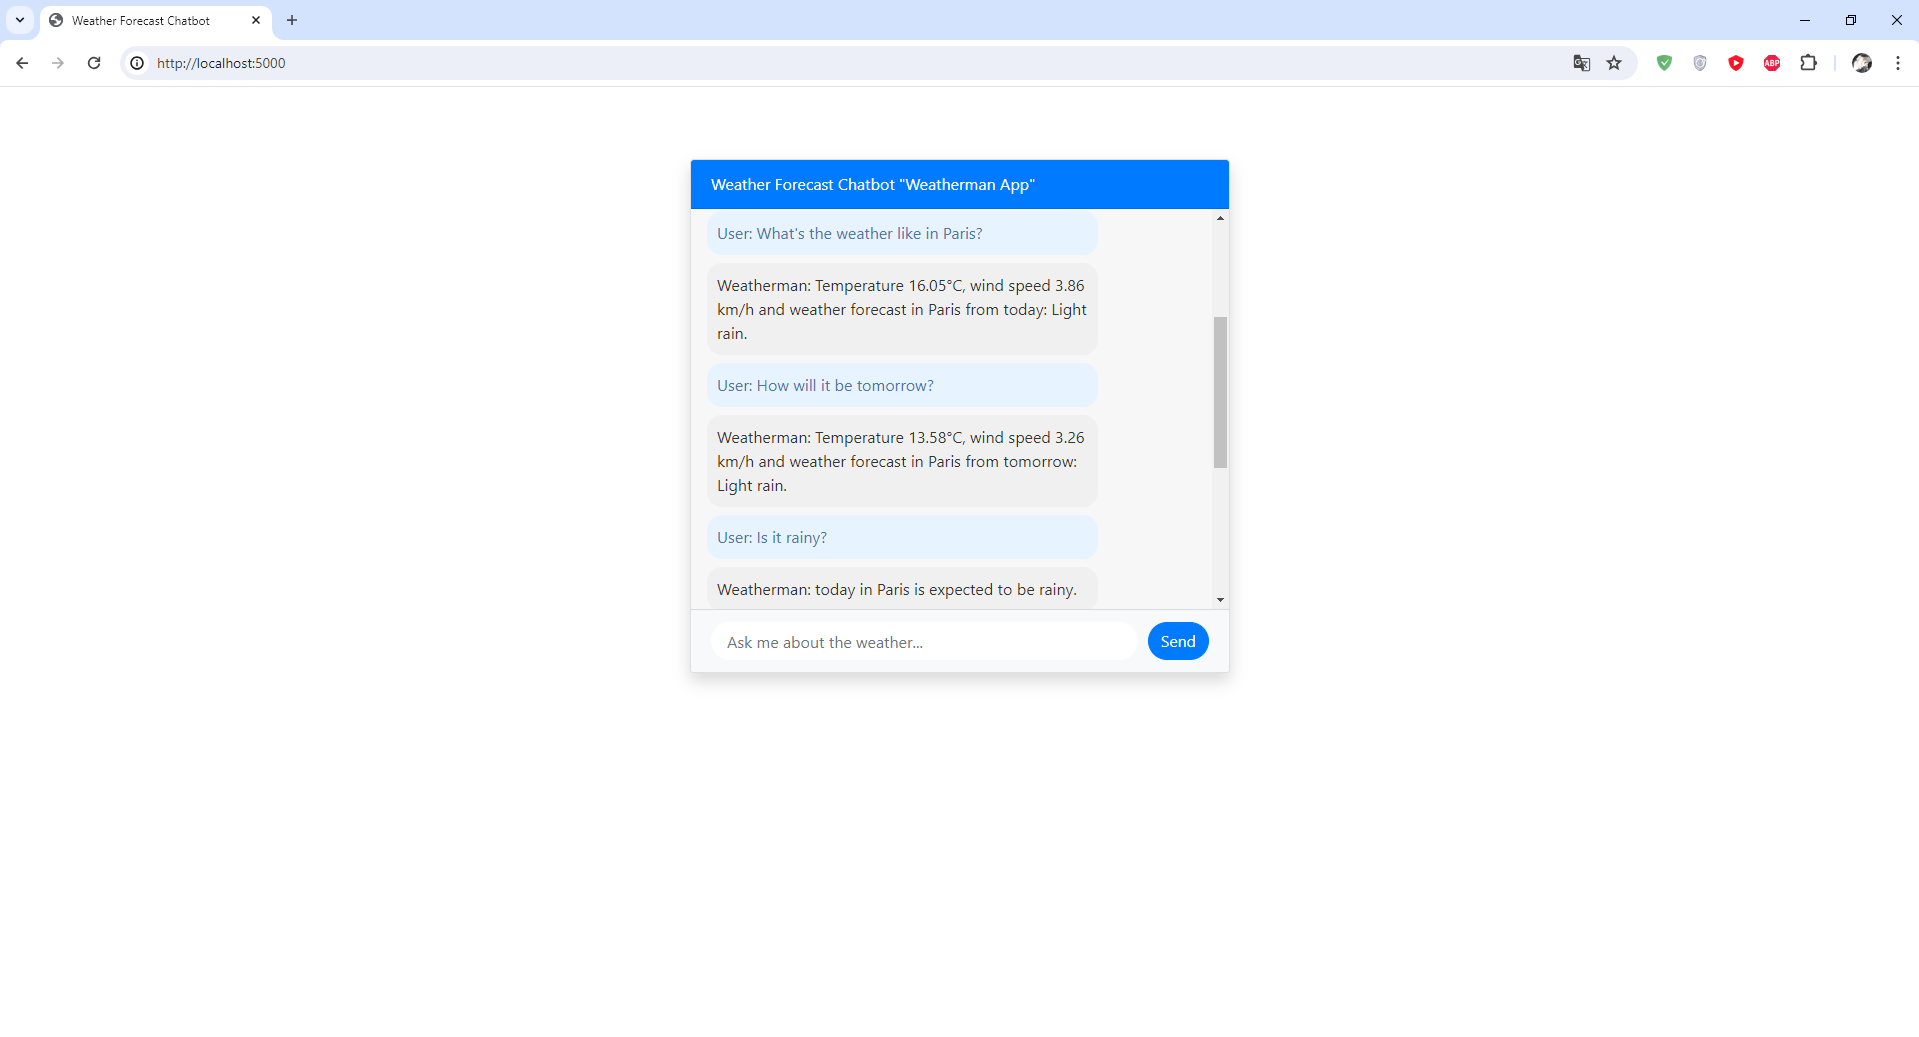 Weather Forecast Chatbot
http://localhost:5000
ABP
Weather Forecast Chatbot "Weatherman App"
User: What's the weather like in Paris?
Weatherman: Temperature 16.05°C, wind speed 3.86
km/h and weather forecast in Paris from today: Light
rain.
User: How will it be tomorrow?
Weatherman: Temperature 13.58°C, wind speed 3.26
km/h and weather forecast in Paris from tomorrow:
Light rain.
User: Is it rainy?
Weatherman: today in Paris is expected to be rainy.
Ask me about the weather...
Send